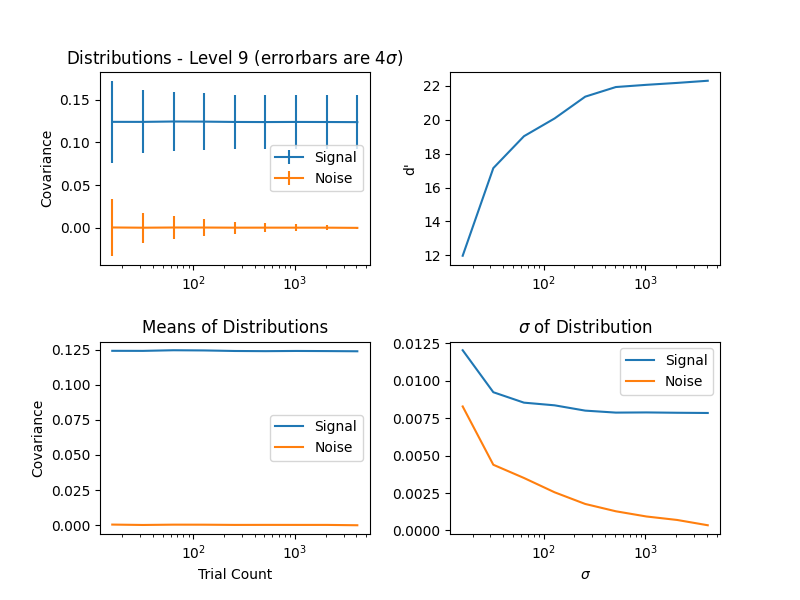 Distributions - Level 9 (errorbars are 4σ)
Covariance
0.15
0.10
0.05
0.00
Signal
Noise
10²
10³
d'
22
20
18
16
14
12
10²
10³
Means of Distributions
Covariance
0.125
0.100
0.075
0.050
0.025
0.000
Signal
Noise
10²
10³
Trial Count
σ of Distribution
0.0125
0.0100
0.0075
0.0050
0.0025
0.0000
Signal
Noise
10²
10³
σ